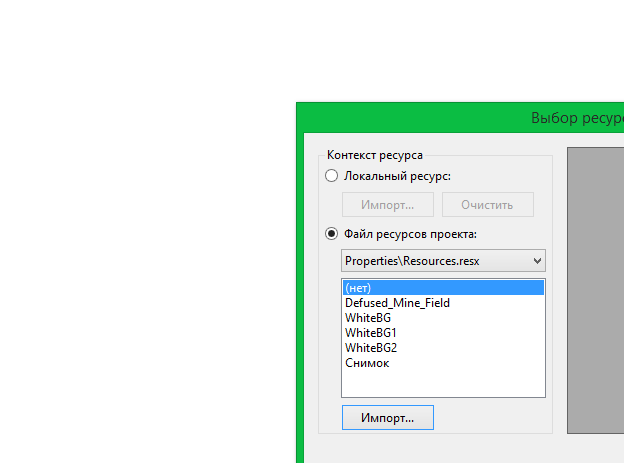 Выбор ресур
Контекст ресурса
Локальный ресурс:
Импорт... Очистить
Файл ресурсов проекта:
Properties\Resources.resx
(нет)
Defused_Mine_Field
WhiteBG
WhiteBG1
WhiteBG2
Снимок
Импорт...